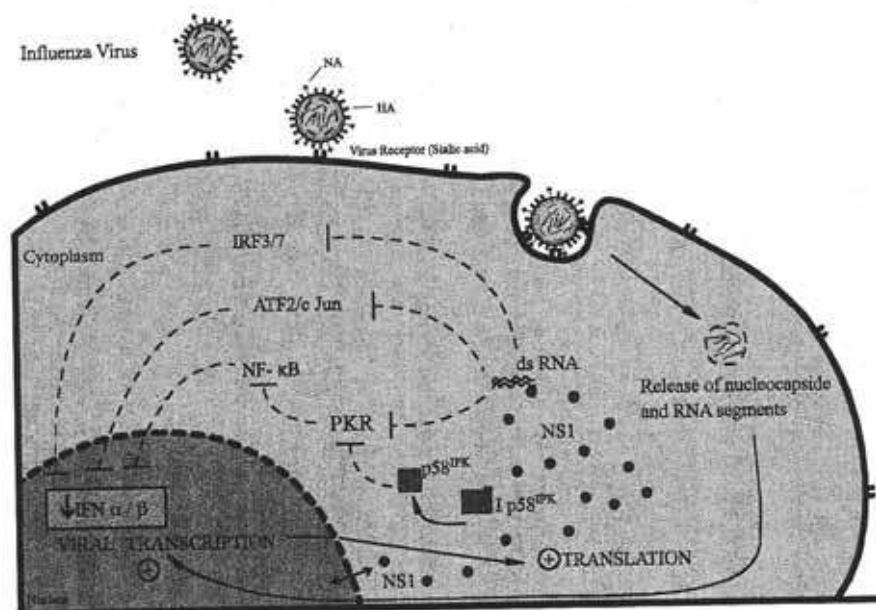 Influenza Virus
NA
HA
Virus Receptor (Sialic acid)
Cytoplasm
IRF3/7
ATF2/c Jun
NF- κB
ds RNA
Release of nucleocapside
and RNA segments
PKR
NS1
p58IPK
I p58IPK
↓IFN α / β
VIRAL TRANSCRIPTION
+
+ TRANSLATION
NS1
Nucleus